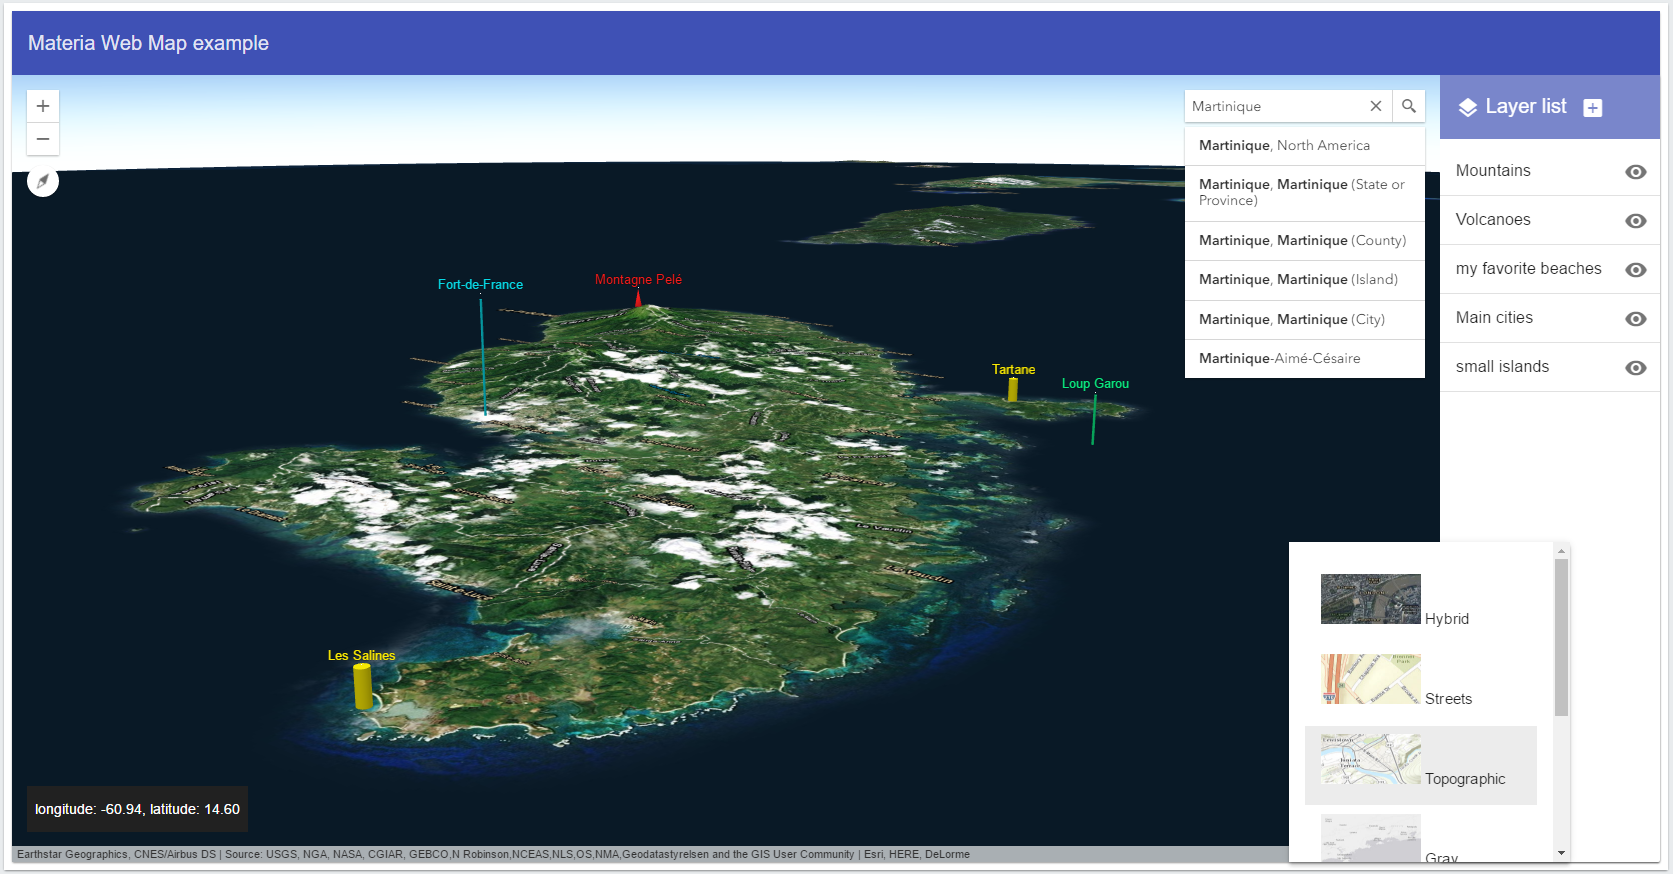 Materia Web Map example
Martinique
Layer list
Martinique, North America
Martinique, Martinique (State or
Province)
Martinique, Martinique (County)
Martinique, Martinique (Island)
Martinique, Martinique (City)
Martinique-Aimé-Césaire
Mountains
Volcanoes
my favorite beaches
Main cities
small islands
Fort-de-France
Montagne Pelé
Tartane
Loup Garou
Le Vauclin
Sainte-Luce
Les Salines
Hybrid
Streets
Topographic
Gray
longitude: -60.94, latitude: 14.60
Earthstar Geographics, CNES/Airbus DS | Source: USGS, NGA, NASA, CGIAR, GEBCO,N Robinson,NCEAS,NLS,OS,NMA,Geodatastyrelsen and the GIS User Community | Esri, HERE, DeLorme